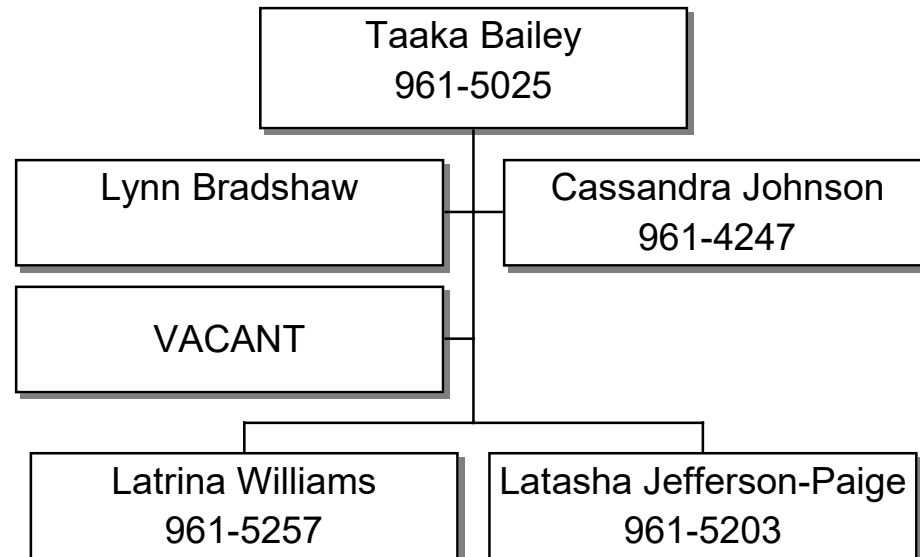 Taaka Bailey
961-5025
Lynn Bradshaw
Cassandra Johnson
961-4247
VACANT
Latrina Williams
961-5257
Latasha Jefferson-Paige
961-5203